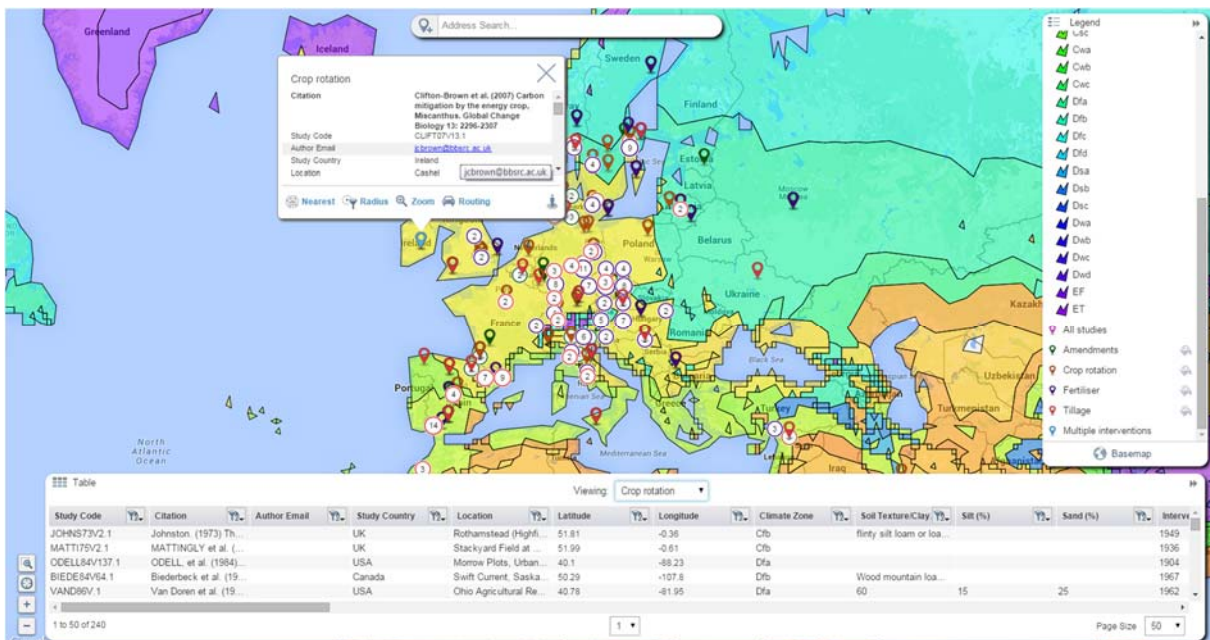 Greenland
Iceland
Address Search...
Sweden
Finland
Crop rotation
Citation
Clifton-Brown et al. (2007) Carbon
mitigation by the energy crop,
Miscanthus. Global Change
Biology 13: 2296-2307
Study Code CLIFT07V13.1
Author Email jcbrown@bbsrc.ac.uk
Study Country Ireland
Location Cashel
jcbrown@bbsrc.ac.uk
Nearest Radius Zoom Routing
Estonia
Latvia
Moscow
Belarus
Poland
Warsaw
Ukraine
Kazakh
France
Romania
Black Sea
Portugal
Greece
Turkey
Uzbekistan
Turkmenistan
Afghanistan
Iraq
Mediterranean Sea
North
Atlantic
Ocean
Legend
Csc
Cwa
Cwb
Cwc
Dfa
Dfb
Dfc
Dfd
Dsa
Dsb
Dsc
Dwa
Dwb
Dwc
Dwd
EF
ET
All studies
Amendments
Crop rotation
Fertiliser
Tillage
Multiple interventions
Basemap
Table
Viewing: Crop rotation
Study Code Citation Author Email Study Country Location Latitude Longitude Climate Zone Soil Texture/Clay Silt (%) Sand (%) Interve
JOHNS73V2.1 Johnston. (1973) Th... UK Rothamstead (Highfi... 51.81 -0.36 Cfb flinty silt loam or loa... 1949
MATTI75V2.1 MATTINGLY et al. (... UK Stackyard Field at ... 51.99 -0.61 Cfb 1936
ODELL84V137.1 ODELL, et al. (1984)... USA Morrow Plots, Urban... 40.1 -88.23 Dfa 1904
BIEDE84V64.1 Biederbeck et al. (19... Canada Swift Current, Saska... 50.29 -107.8 Dfb Wood mountain loa... 1967
VAND86V.1 Van Doren et al. (19... USA Ohio Agricultural Re... 40.78 -81.95 Dfa 60 15 25 1962
1 to 50 of 240
1
Page Size 50